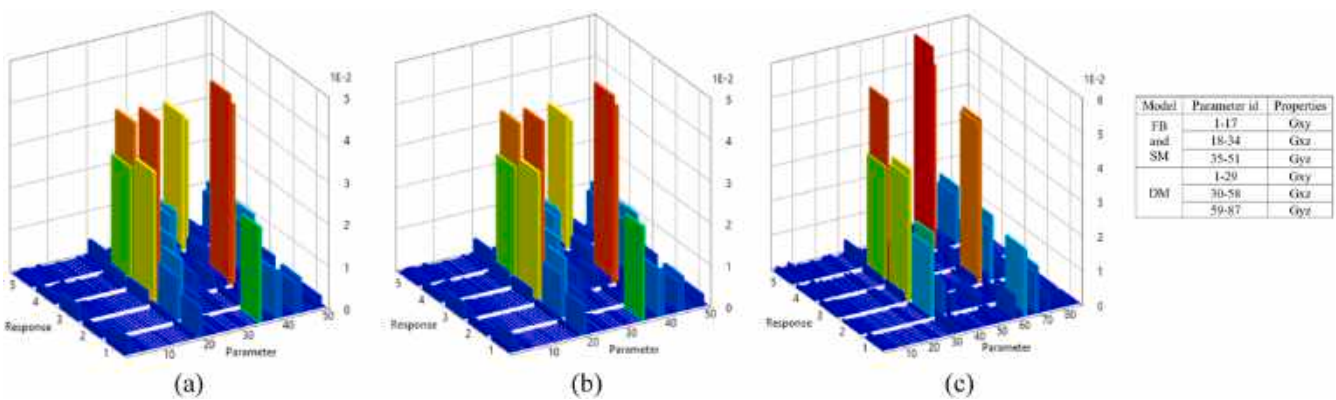 1E-2
5
4
3
2
1
0
5
4
3
2
1
Response
10
20
30
40
50
Parameter
(a)
1E-2
5
4
3
2
1
0
5
4
3
2
1
Response
10
20
30
40
50
Parameter
(b)
1E-2
6
5
4
3
2
1
0
5
4
3
2
1
Response
10
20
30
40
50
60
70
80
Parameter
(c)
Model Parameter id Properties
FB and SM
1-17 Gxy
18-34 Gxz
35-51 Gyz
DM
1-29 Gxy
30-58 Gxz
59-87 Gyz